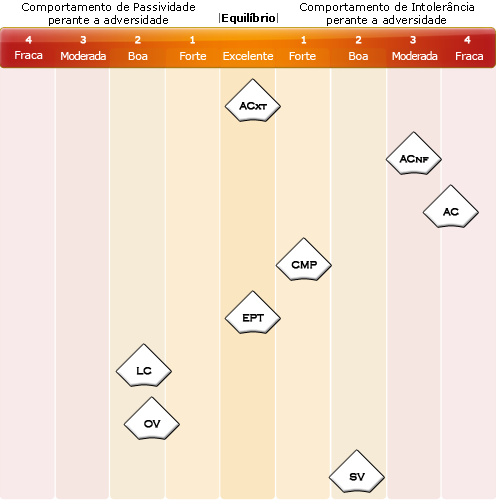 Comportamento de Passividade
perante a adversidade
|Equilíbrio|
Comportamento de Intolerância
perante a adversidade
4 3 2 1 1 2 3 4
Fraca Moderada Boa Forte Excelente Forte Boa Moderada Fraca
ACXT
ACNF
AC
CMP
EPT
LC
OV
SV